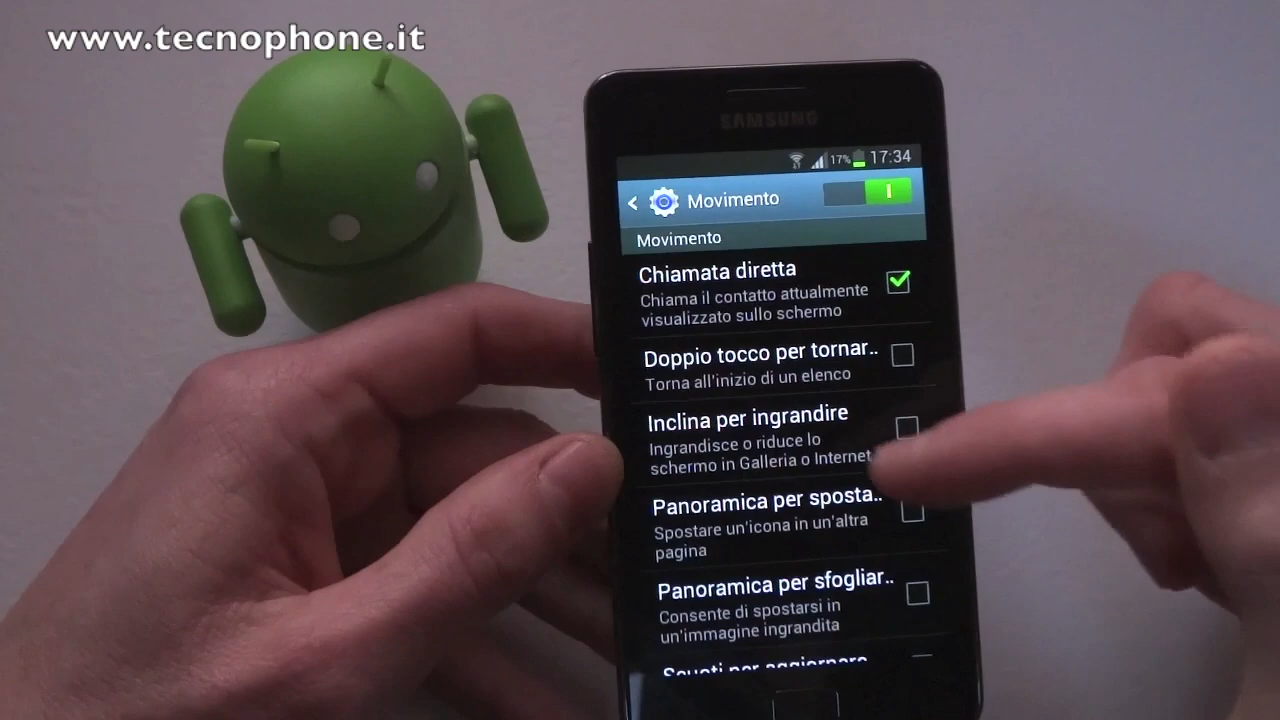 www.tecnophone.it
SAMSUNG
17% 17:34
Movimento
Movimento
Chiamata diretta
Chiama il contatto attualmente
visualizzato sullo schermo
Doppio tocco per tornar..
Torna all'inizio di un elenco
Inclina per ingrandire
Ingrandisce o riduce lo
schermo in Galleria o Internet
Panoramica per sposta..
Spostare un'icona in un'altra
pagina
Panoramica per sfogliar..
Consente di spostarsi in
un'immagine ingrandita
Scuoti per aggiornare